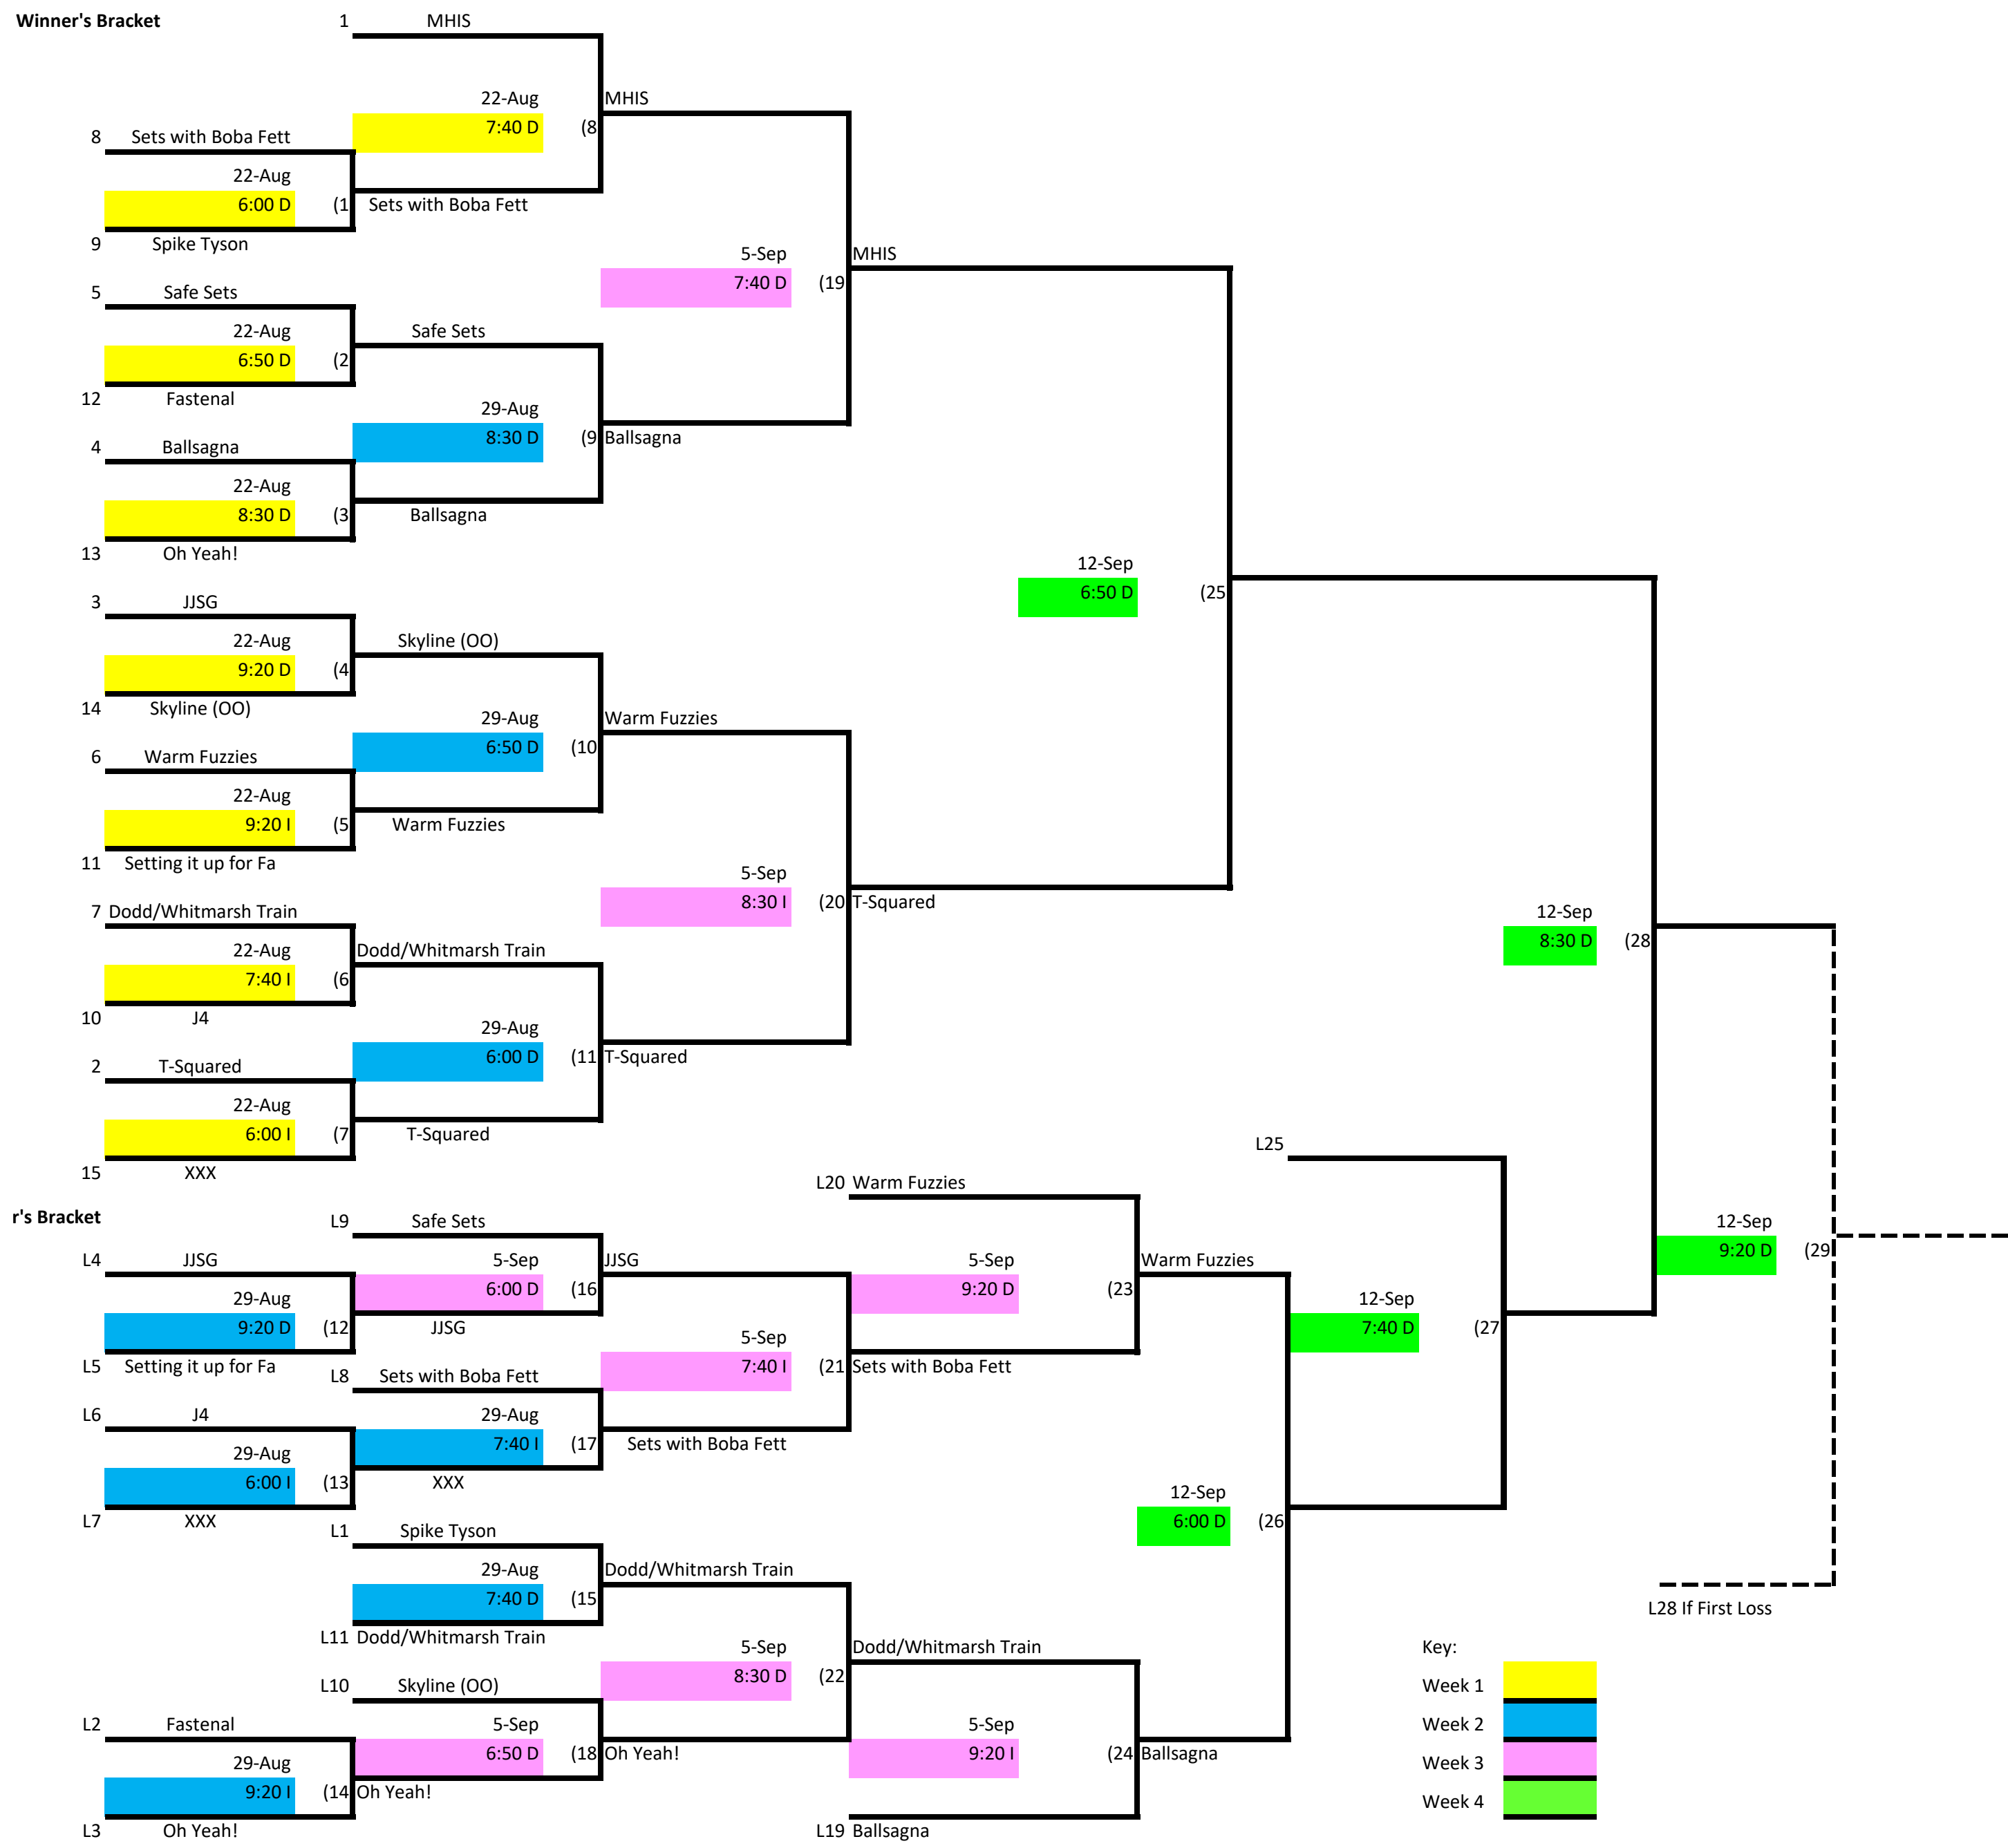 Winner's Bracket
1 MHIS
22-Aug MHIS
7:40 D (8
8 Sets with Boba Fett
22-Aug
6:00 D (1 Sets with Boba Fett
9 Spike Tyson
5-Sep MHIS
7:40 D (19
5 Safe Sets
22-Aug Safe Sets
6:50 D (2
12 Fastenal
29-Aug
8:30 D (9 Ballsagna
4 Ballsagna
22-Aug
8:30 D (3 Ballsagna
13 Oh Yeah!
12-Sep
6:50 D (25
3 JJSG
22-Aug Skyline (OO)
9:20 D (4
14 Skyline (OO)
29-Aug Warm Fuzzies
6:50 D (10
6 Warm Fuzzies
22-Aug
9:20 I (5 Warm Fuzzies
11 Setting it up for Fa
5-Sep
8:30 I (20 T-Squared
7 Dodd/Whitmarsh Train
12-Sep
8:30 D (28
22-Aug Dodd/Whitmarsh Train
7:40 I (6
10 J4
29-Aug
6:00 D (11 T-Squared
2 T-Squared
22-Aug
6:00 I (7 T-Squared
15 XXX
L25
L20 Warm Fuzzies
r's Bracket
L9 Safe Sets
12-Sep
9:20 D (29
L4 JJSG
5-Sep JJSG
6:00 D (16
5-Sep Warm Fuzzies
9:20 D (23
29-Aug
9:20 D (12 JJSG
12-Sep
7:40 D (27
L5 Setting it up for Fa
5-Sep
7:40 I (21 Sets with Boba Fett
L8 Sets with Boba Fett
L6 J4
29-Aug
7:40 I (17 Sets with Boba Fett
29-Aug
6:00 I (13 XXX
L7 XXX
12-Sep
6:00 D (26
L1 Spike Tyson
29-Aug Dodd/Whitmarsh Train
7:40 D (15
L28 If First Loss
L11 Dodd/Whitmarsh Train
5-Sep Dodd/Whitmarsh Train
8:30 D (22
Key:
Week 1
L10 Skyline (OO)
L2 Fastenal
5-Sep
6:50 D (18 Oh Yeah!
5-Sep
9:20 I (24 Ballsagna
Week 2
Week 3
29-Aug
9:20 I (14 Oh Yeah!
Week 4
L3 Oh Yeah!
L19 Ballsagna